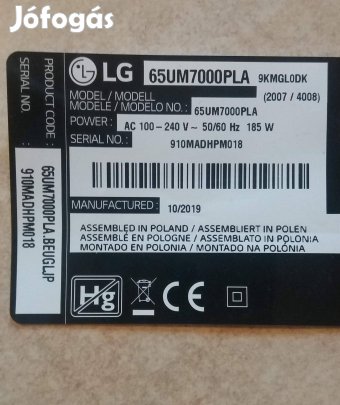 Jófogás
LG 65UM7000PLA 9KMGL0DK
MODEL / MODELL (2007 / 4008)
MODELE / MODELO NO. : 65UM7000PLA
POWER : AC 100-240 V~ 50/60 Hz 185 W
SERIAL NO. : 910MADHPM018
MANUFACTURED : 10/2019
ASSEMBLED IN POLAND / ASSEMBLIERT IN POLEN
ASSEMBLÉ EN POLOGNE / ASSEMBLATO IN POLONIA
MONTADO EN POLONIA / MONTADO NA POLÓNIA
Hg CE
PRODUCT CODE : 65UM7000PLA.BEUGLJP
SERIAL NO. : 910MADHPM018